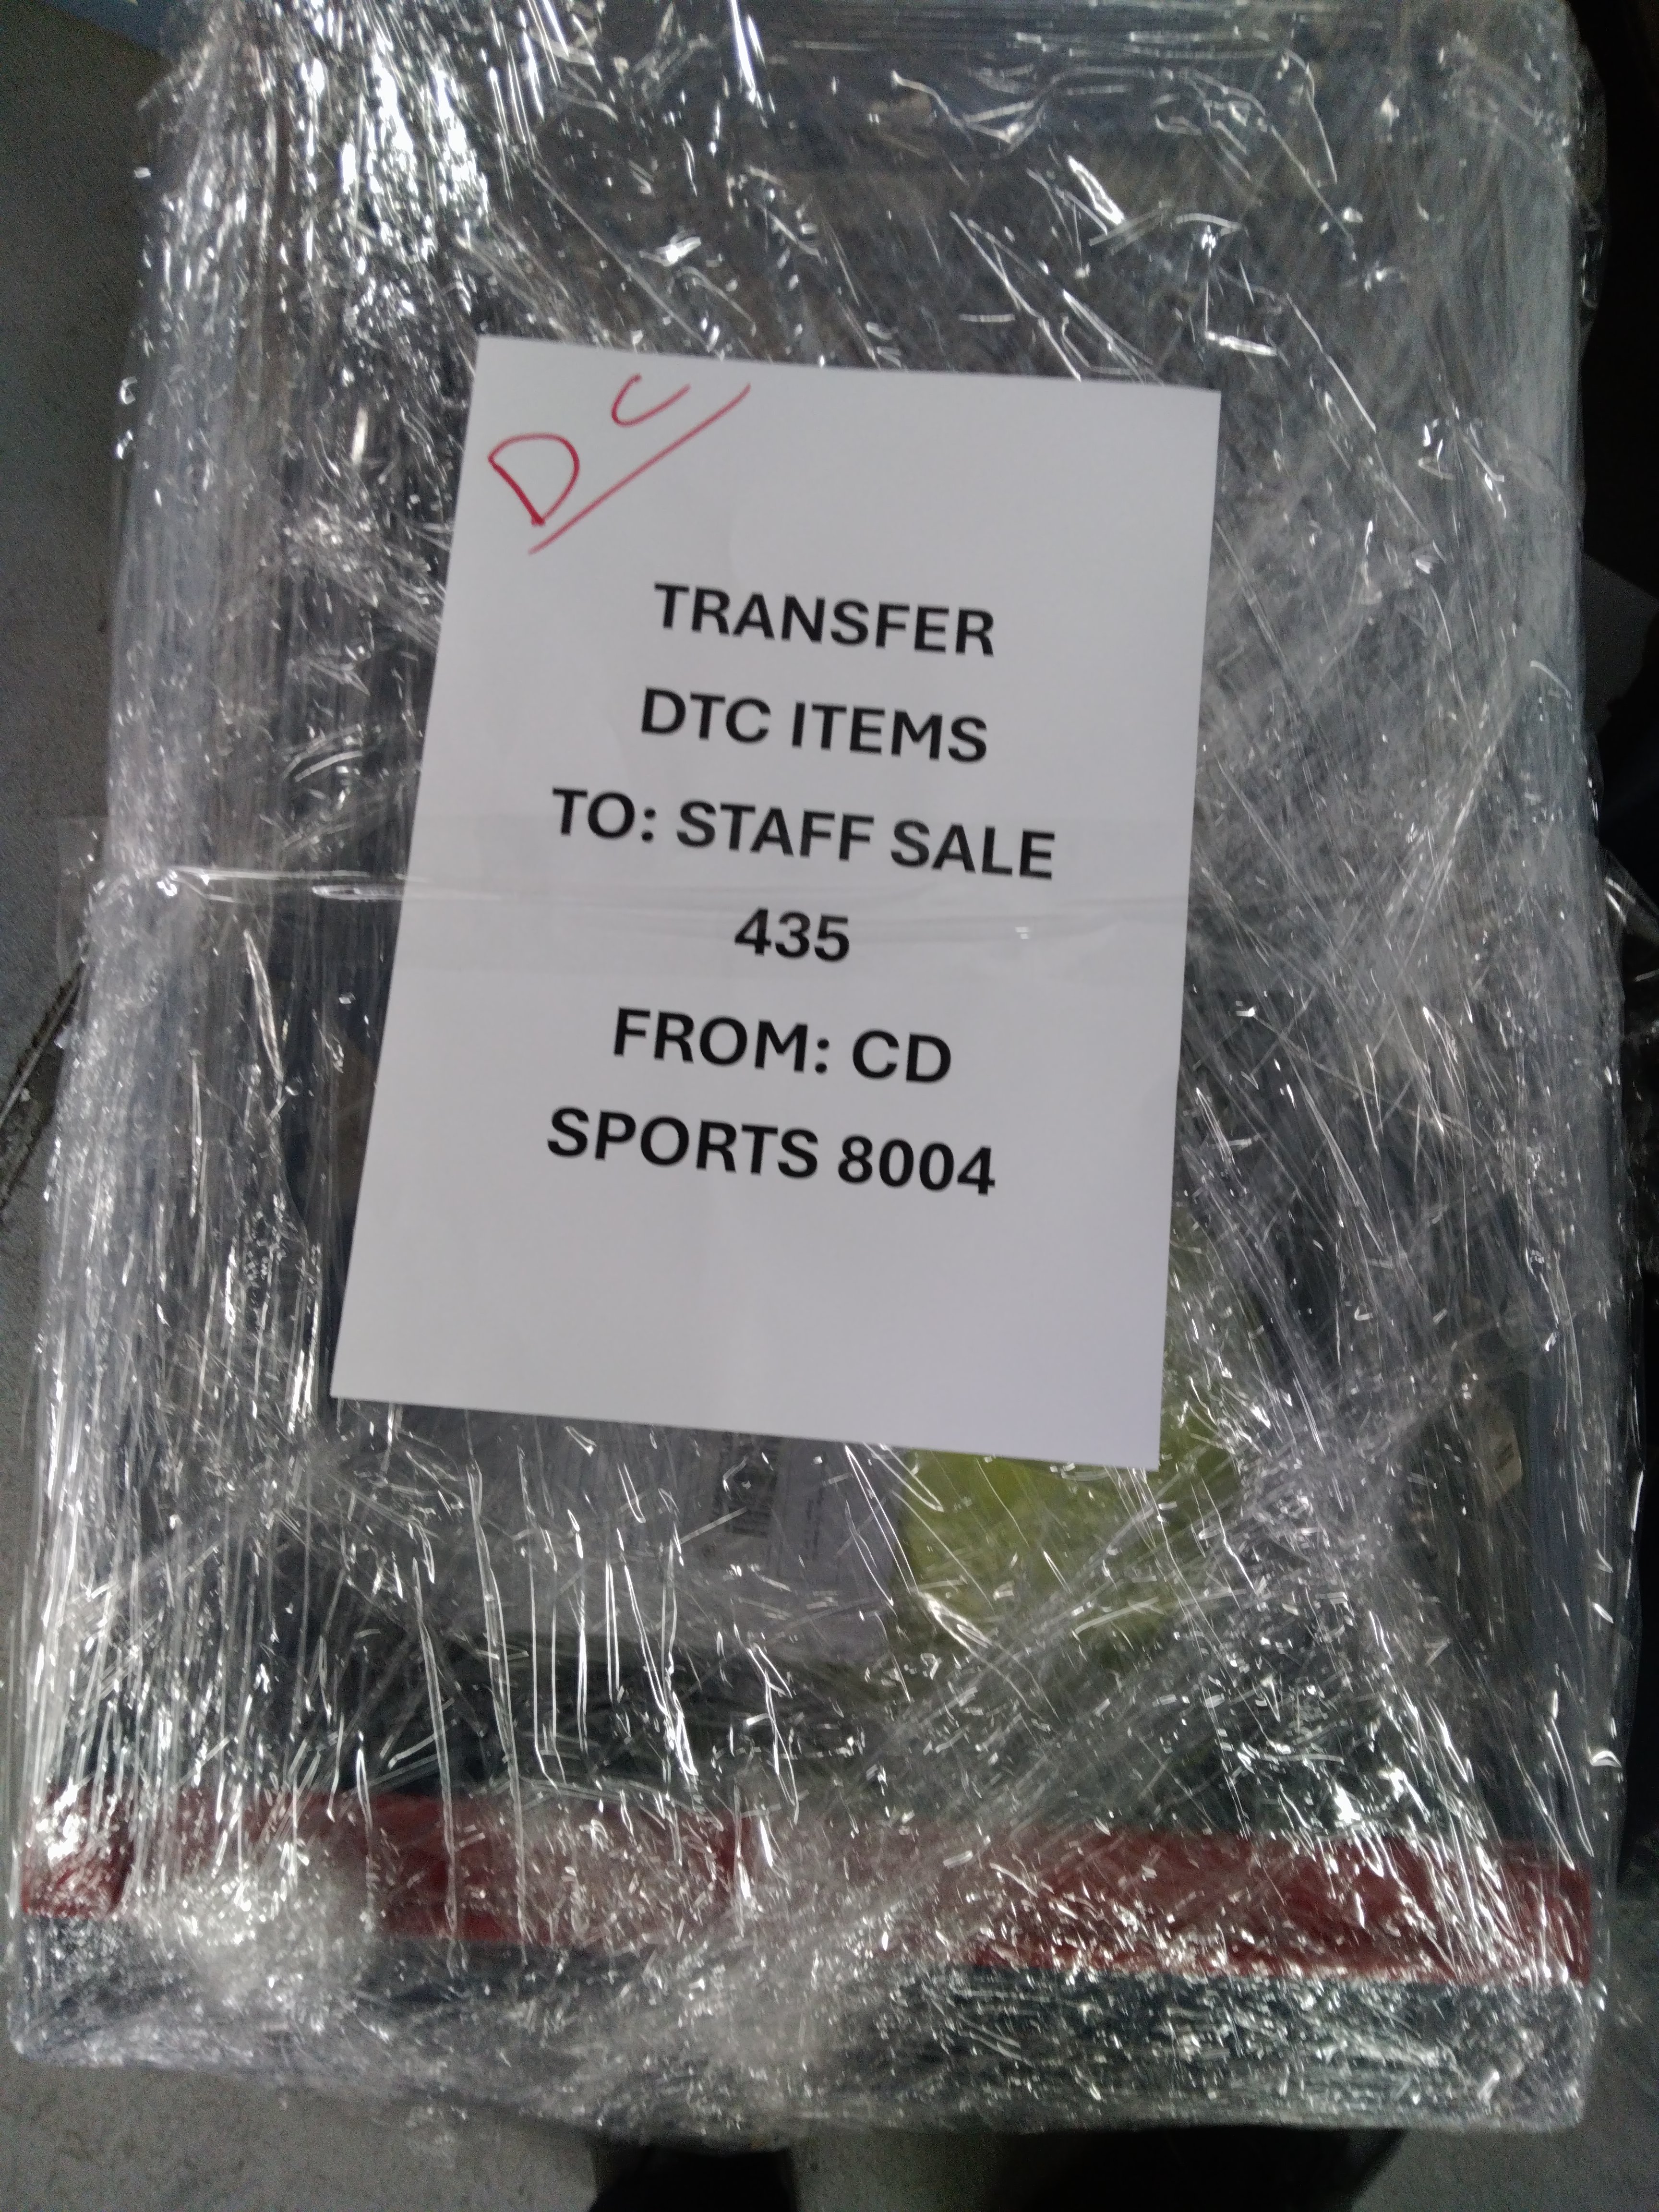 DC
TRANSFER
DTC ITEMS
TO: STAFF SALE
435
FROM: CD
SPORTS 8004